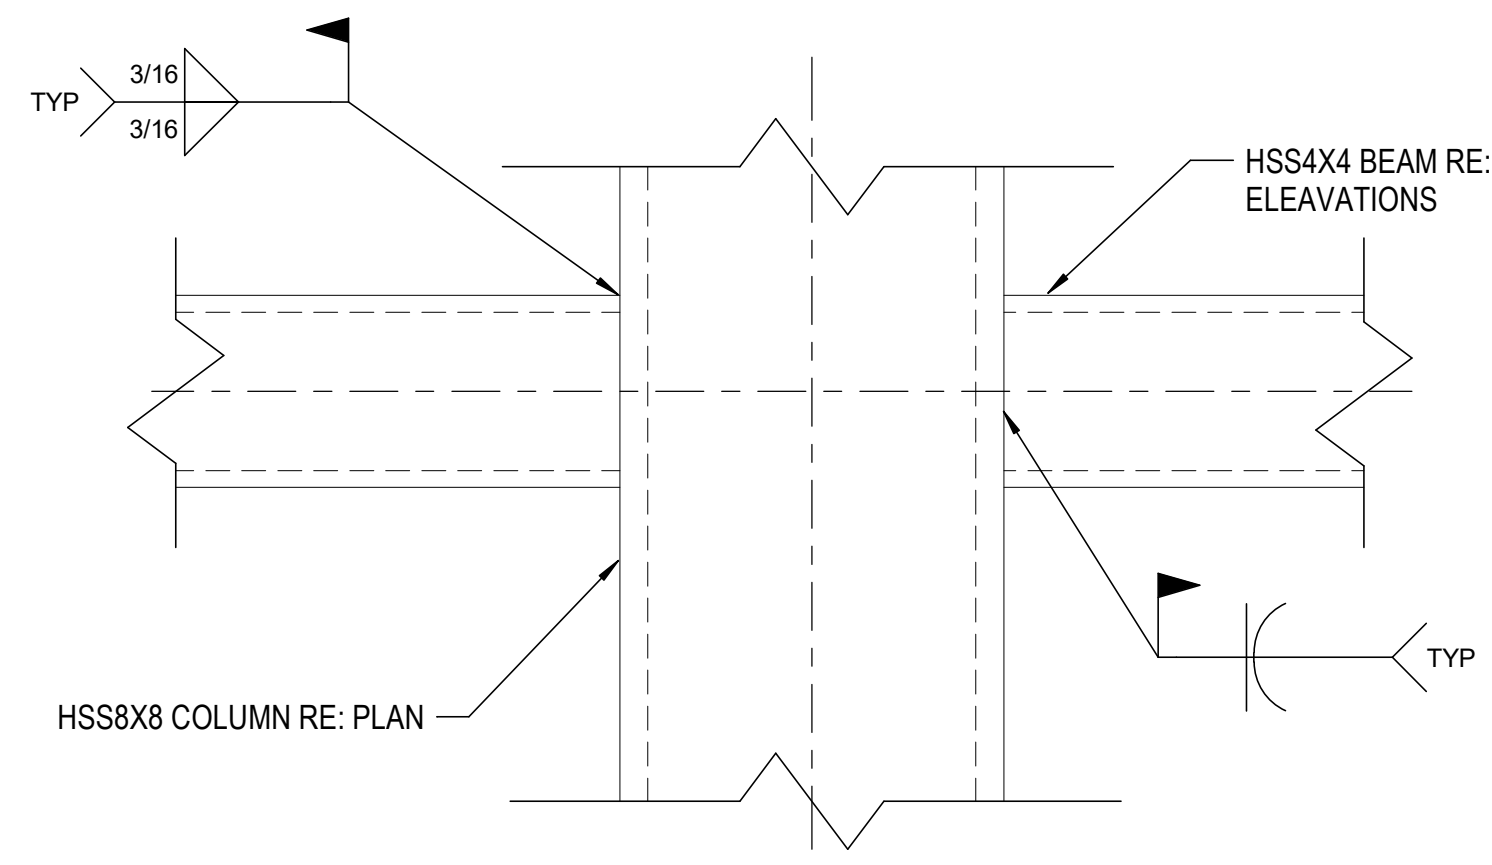 3/16
TYP
3/16
HSS4X4 BEAM RE:
ELEAVATIONS
TYP
HSS8X8 COLUMN RE: PLAN